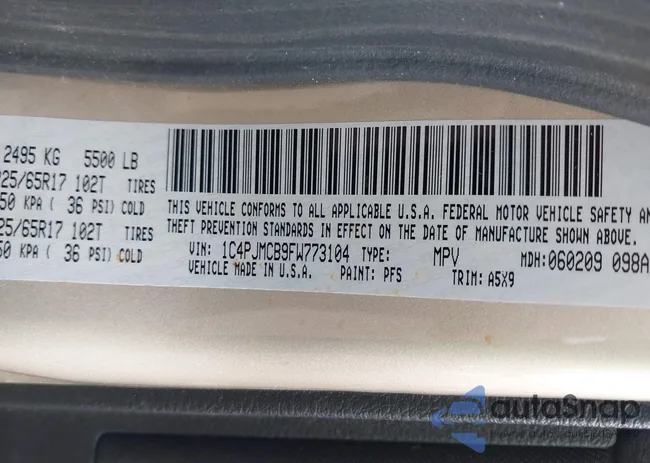 2495 KG 5500 LB
25/65R17 102T TIRES
50 KPA ( 36 PSI) COLD
25/65R17 102T TIRES
50 KPA ( 36 PSI) COLD
THIS VEHICLE CONFORMS TO ALL APPLICABLE U.S.A. FEDERAL MOTOR VEHICLE SAFETY AN
THEFT PREVENTION STANDARDS IN EFFECT ON THE DATE OF MANUFACTURE SHOWN ABOVE.
VIN: 1C4PJMCB9FW773104 TYPE: MPV MDH: 060209 098A
VEHICLE MADE IN U.S.A. PAINT: PFS TRIM: A5X9
autoSnap